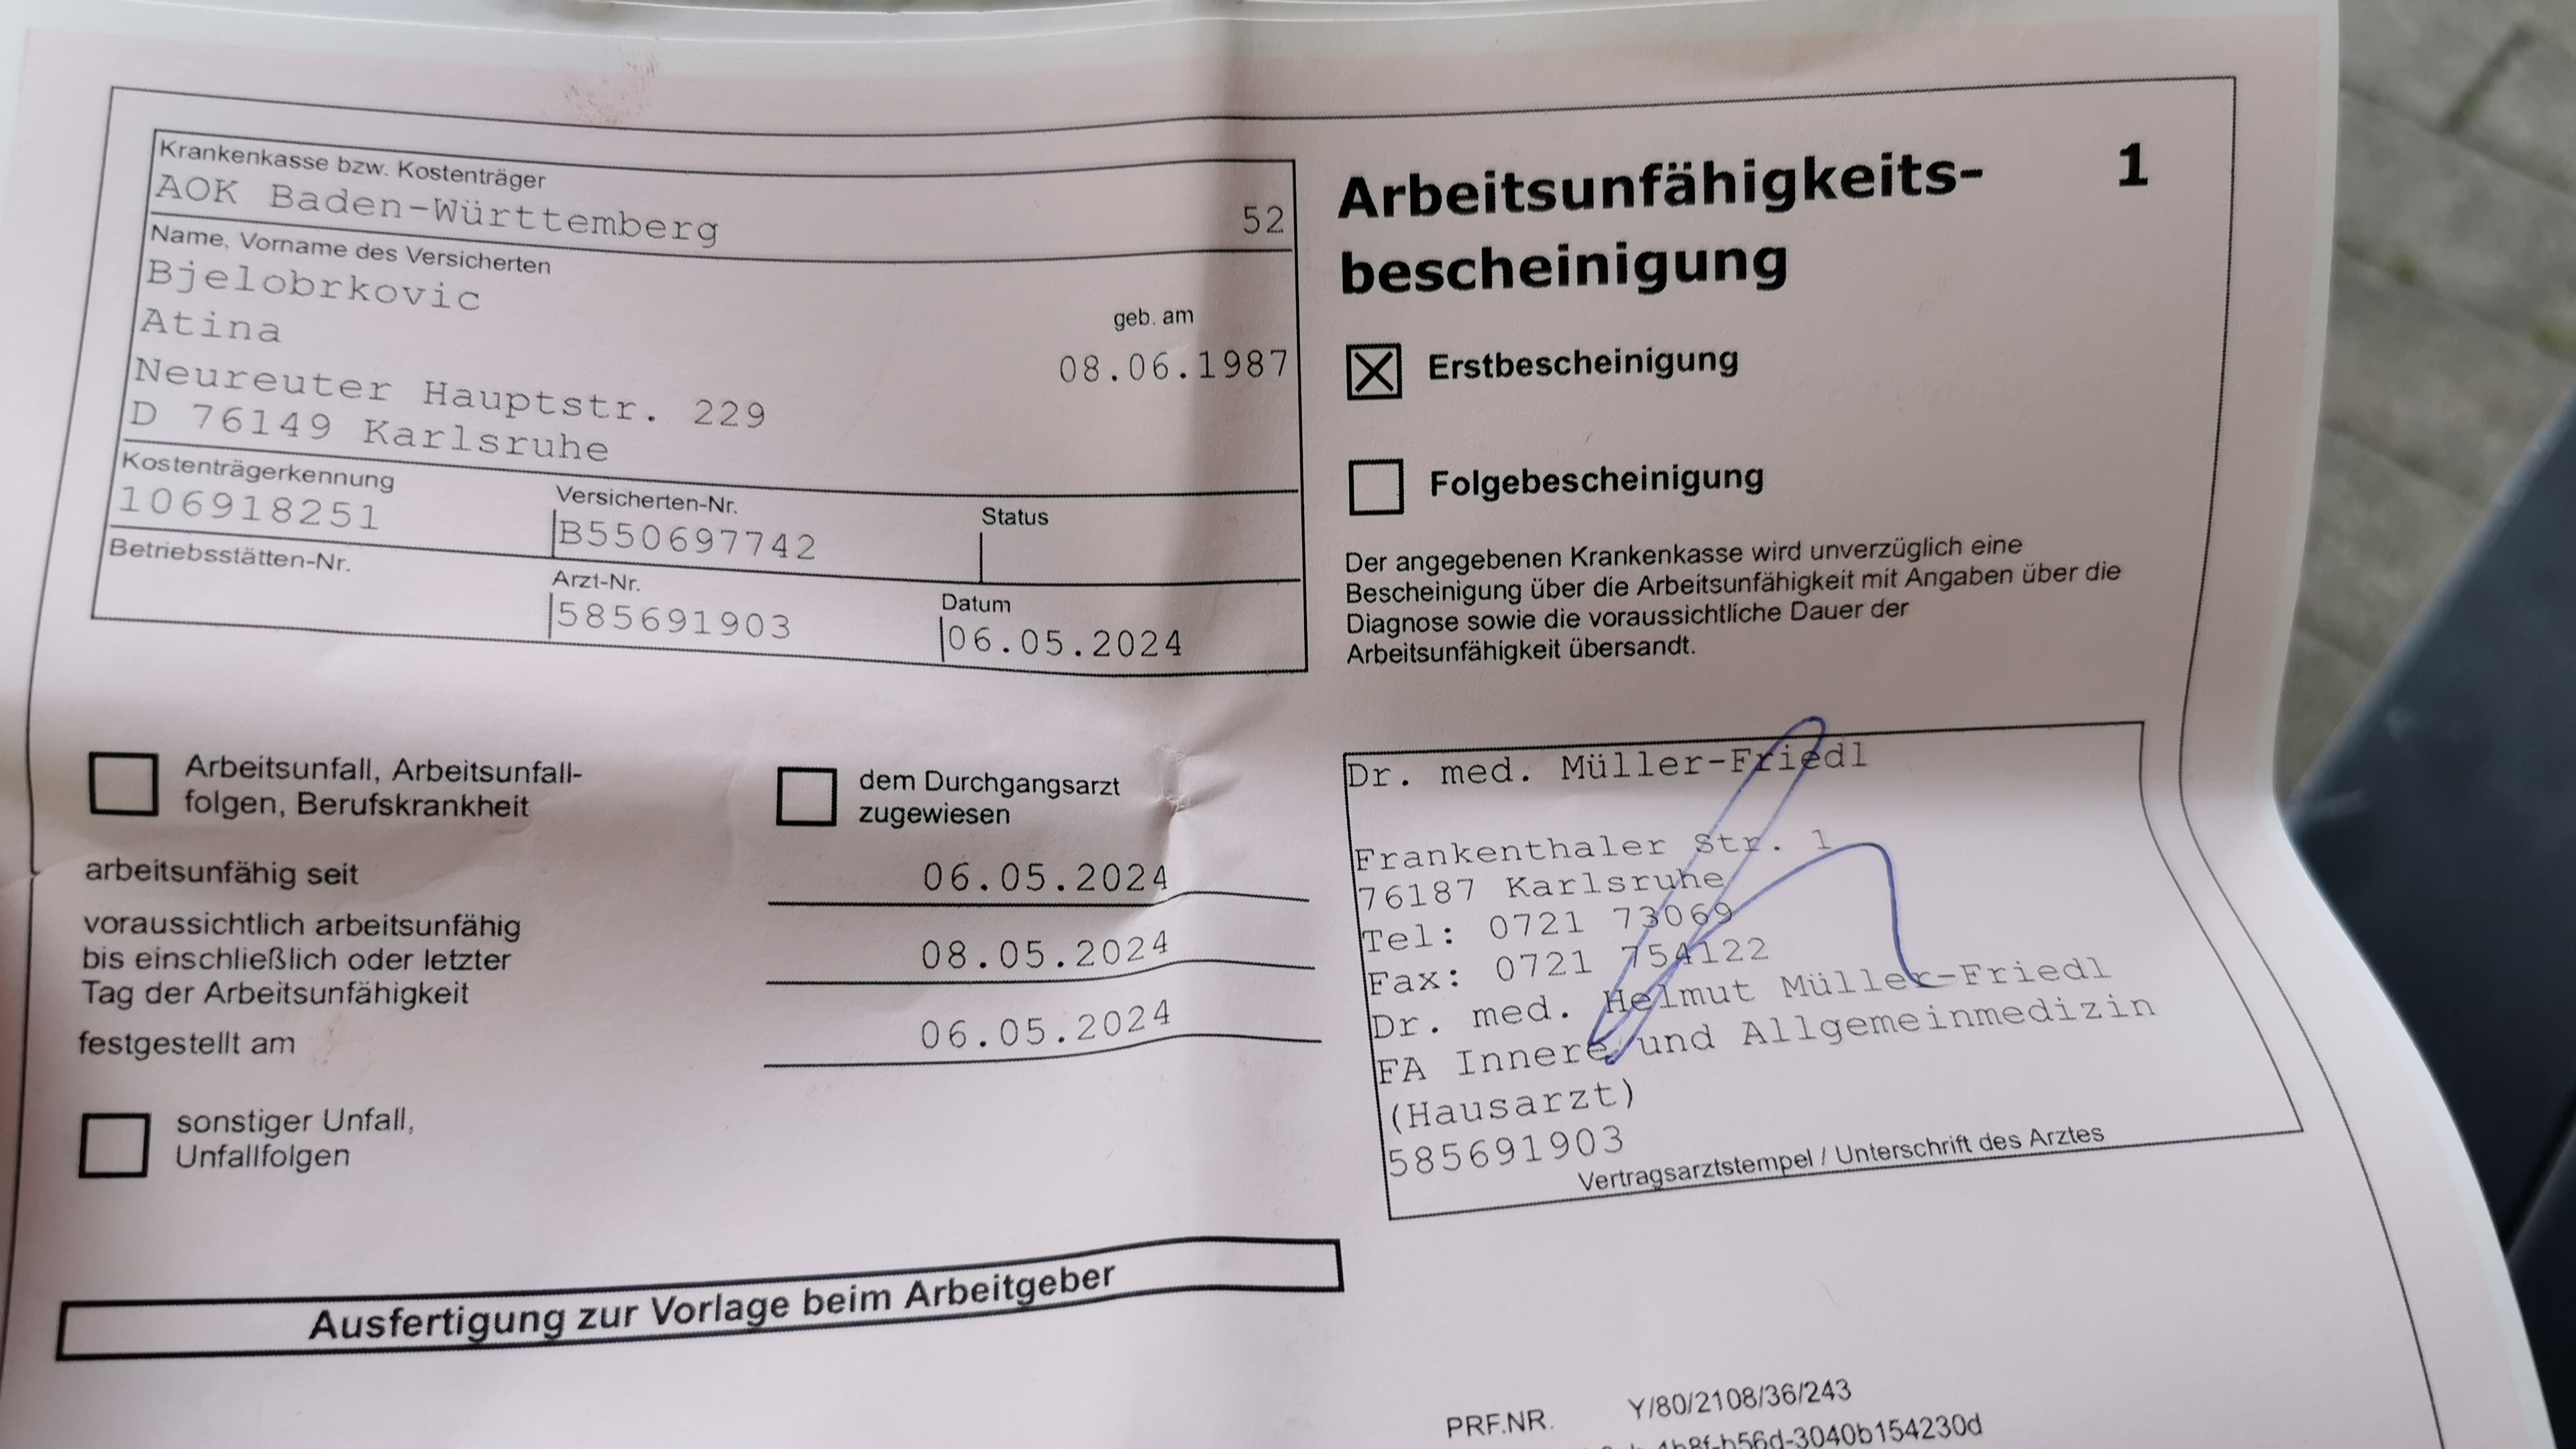 Krankenkasse bzw. Kostenträger
AOK Baden-Württemberg 52
Name, Vorname des Versicherten
Bjelobrkovic
Atina
geb. am
08.06.1987
Neureuter Hauptstr. 229
D 76149 Karlsruhe
Kostenträgerkennung Versicherten-Nr. Status
106918251 B550697742
Betriebsstätten-Nr. Arzt-Nr. Datum
585691903 06.05.2024
Arbeitsunfähigkeits- 1
bescheinigung
Erstbescheinigung
Folgebescheinigung
Der angegebenen Krankenkasse wird unverzüglich eine
Bescheinigung über die Arbeitsunfähigkeit mit Angaben über die
Diagnose sowie die voraussichtliche Dauer der
Arbeitsunfähigkeit übersandt.
Arbeitsunfall, Arbeitsunfall-
folgen, Berufskrankheit
dem Durchgangsarzt
zugewiesen
arbeitsunfähig seit 06.05.2024
voraussichtlich arbeitsunfähig
bis einschließlich oder letzter 08.05.2024
Tag der Arbeitsunfähigkeit
festgestellt am 06.05.2024
sonstiger Unfall,
Unfallfolgen
Dr. med. Müller-Friedl
Frankenthaler Str. 1
76187 Karlsruhe
Tel: 0721 73069
Fax: 0721 754122
Dr. med. Helmut Müller-Friedl
FA Innere und Allgemeinmedizin
(Hausarzt)
585691903
Vertragsarztstempel / Unterschrift des Arztes
Ausfertigung zur Vorlage beim Arbeitgeber
PRF.NR. Y/80/2108/36/243